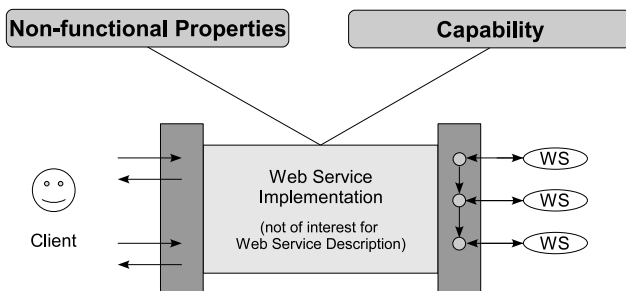 Non-functional Properties
Capability
Web Service
Implementation
(not of interest for
Web Service Description)
Client
WS
WS
WS